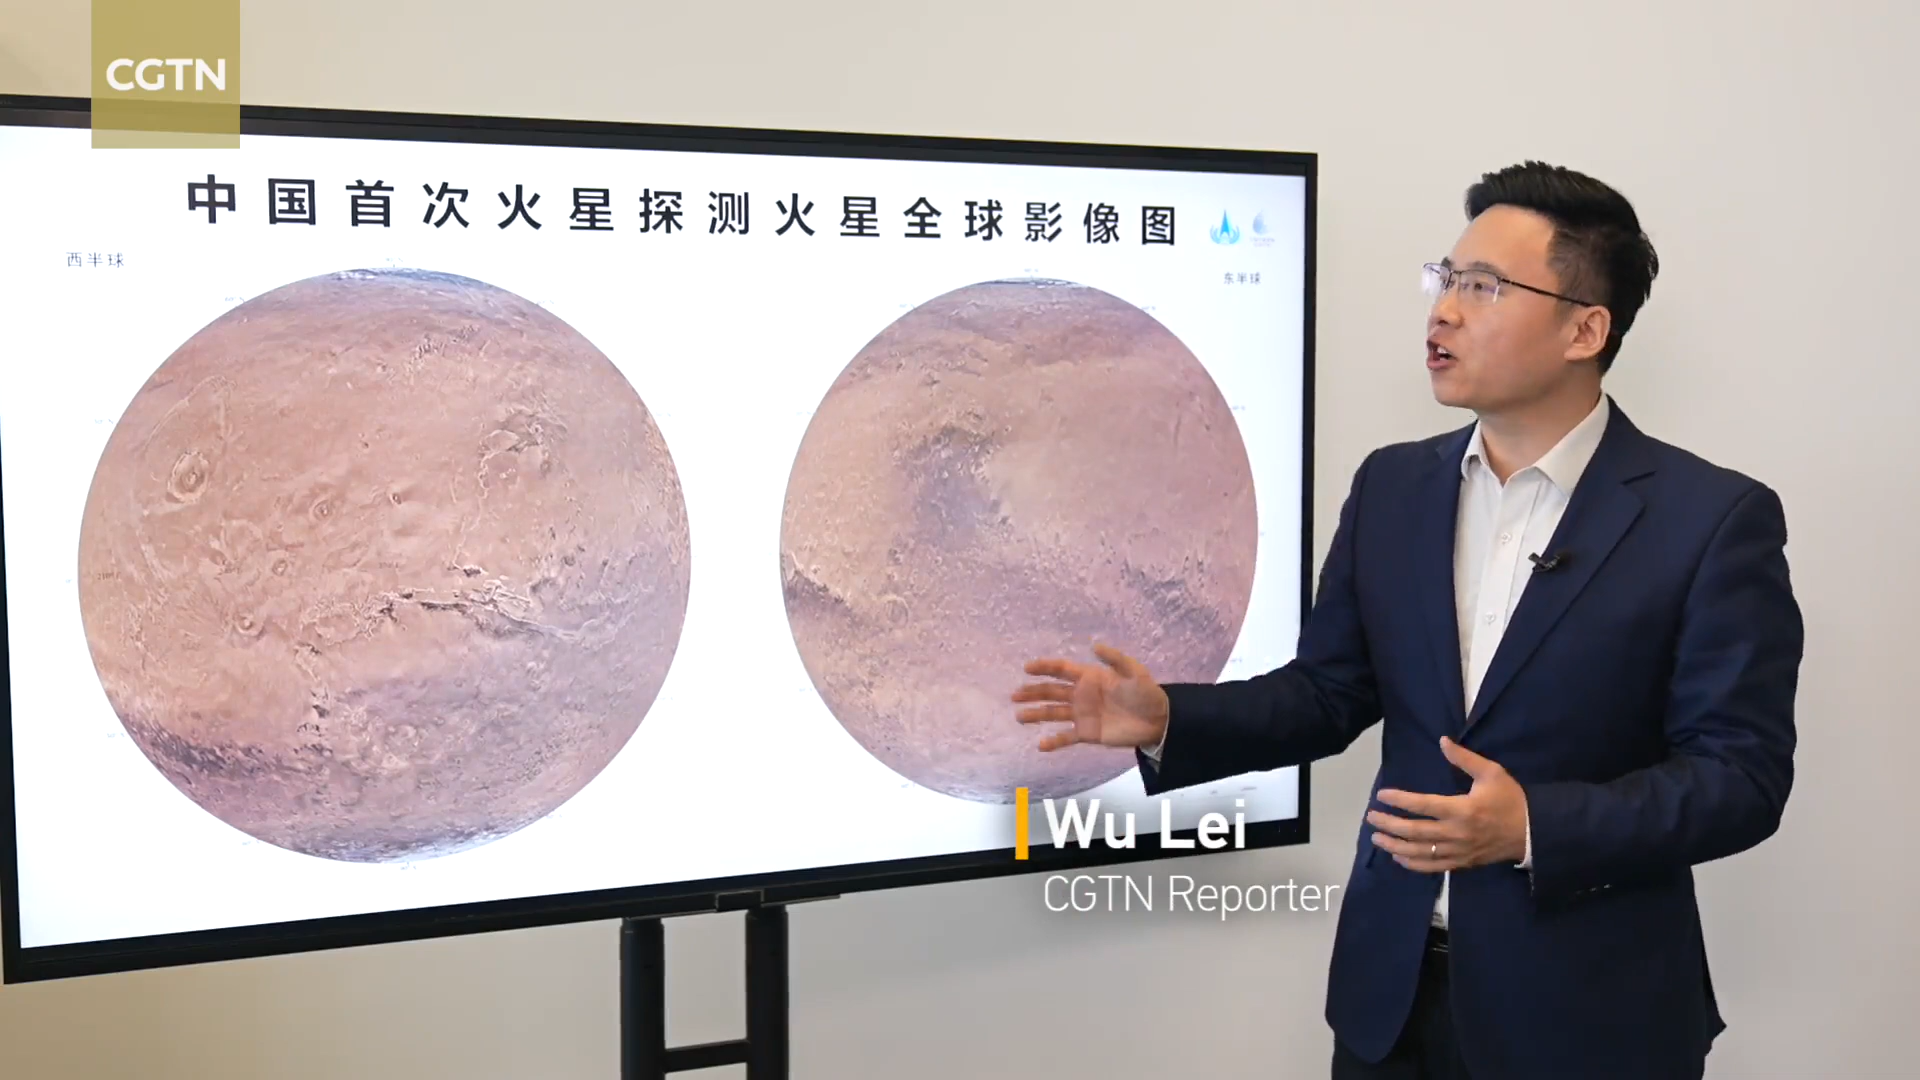 CGTN
中国首次火星探测火星全球影像图
西半球
东半球
Wu Lei
CGTN Reporter